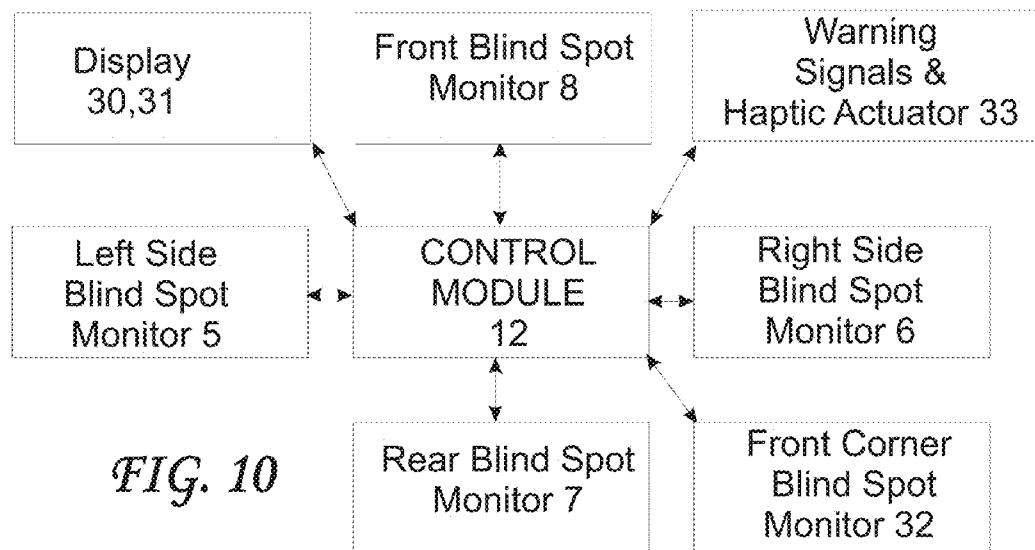 Display
30,31
Front Blind Spot
Monitor 8
Warning
Signals &
Haptic Actuator 33
Left Side
Blind Spot
Monitor 5
CONTROL
MODULE
12
Right Side
Blind Spot
Monitor 6
FIG. 10
Rear Blind Spot
Monitor 7
Front Corner
Blind Spot
Monitor 32